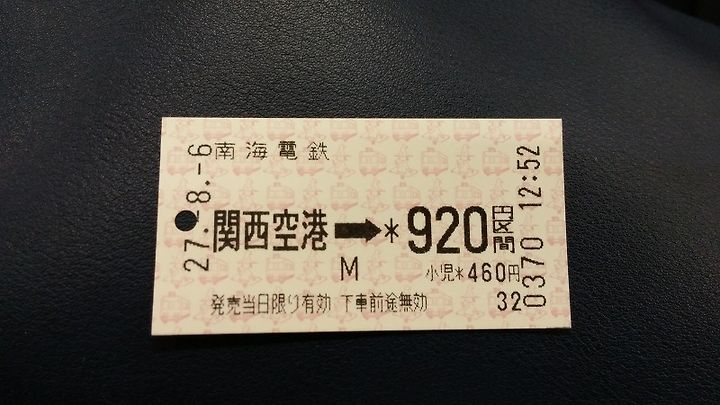 南海電鉄
27.-8.-6
関西空港➡*920円区間
M
小児*460円
発売当日限り有効 下車前途無効
32
0370 12:52